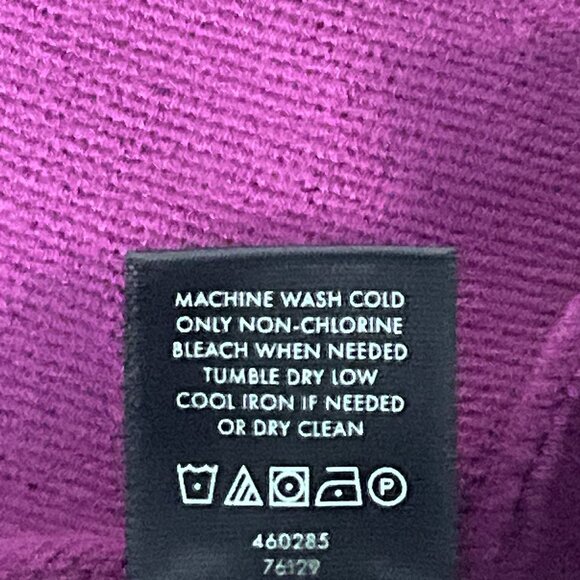 MACHINE WASH COLD
ONLY NON-CHLORINE
BLEACH WHEN NEEDED
TUMBLE DRY LOW
COOL IRON IF NEEDED
OR DRY CLEAN
P
460285
76129